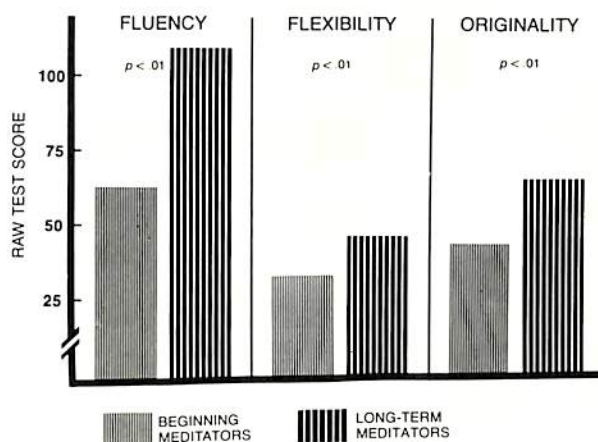 FLUENCY
FLEXIBILITY
ORIGINALITY
p < .01
p < .01
p < .01
RAW TEST SCORE
100
75
50
25
BEGINNING
MEDITATORS
LONG-TERM
MEDITATORS